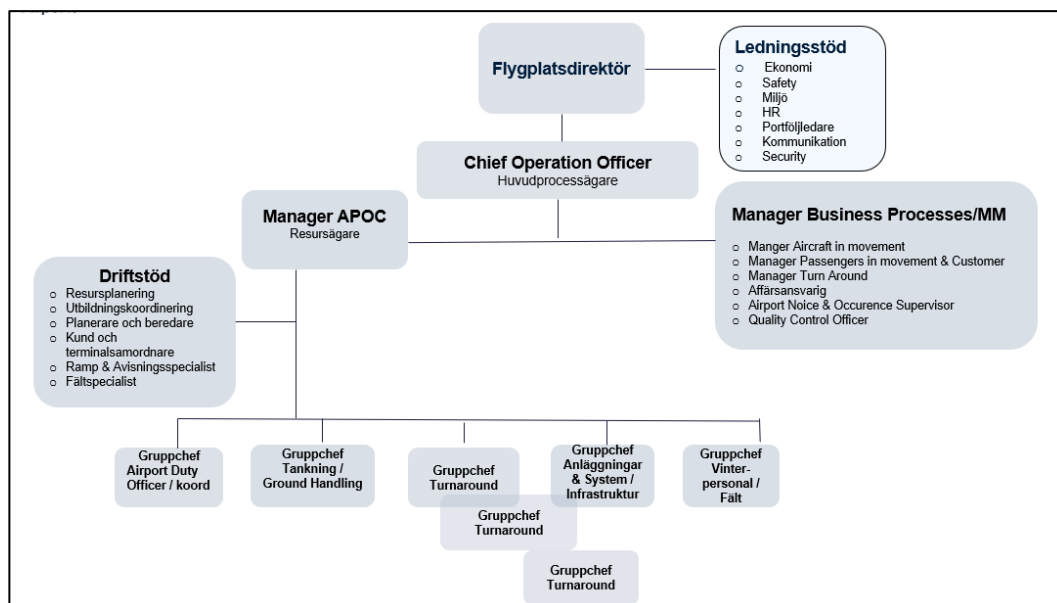 Flygplatsdirektör
Ledningsstöd
o Ekonomi
o Safety
o Miljö
o HR
o Portföljledare
o Kommunikation
o Security
Chief Operation Officer
Huvudprocessägare
Manager APOC
Resursägare
Manager Business Processes/MM
o Manger Aircraft in movement
o Manager Passengers in movement & Customer
o Manager Turn Around
o Affärsansvarig
o Airport Noice & Occurence Supervisor
o Quality Control Officer
Driftstöd
o Resursplanering
o Utbildningskoordinering
o Planerare och beredare
o Kund och
terminalsamordnare
o Ramp & Avisningsspecialist
o Fältspecialist
Gruppchef
Airport Duty
Officer / koord
Gruppchef
Tankning /
Ground Handling
Gruppchef
Turnaround
Gruppchef
Anläggningar
& System /
Infrastruktur
Gruppchef
Vinter-
personal /
Fält
Gruppchef
Turnaround
Gruppchef
Turnaround